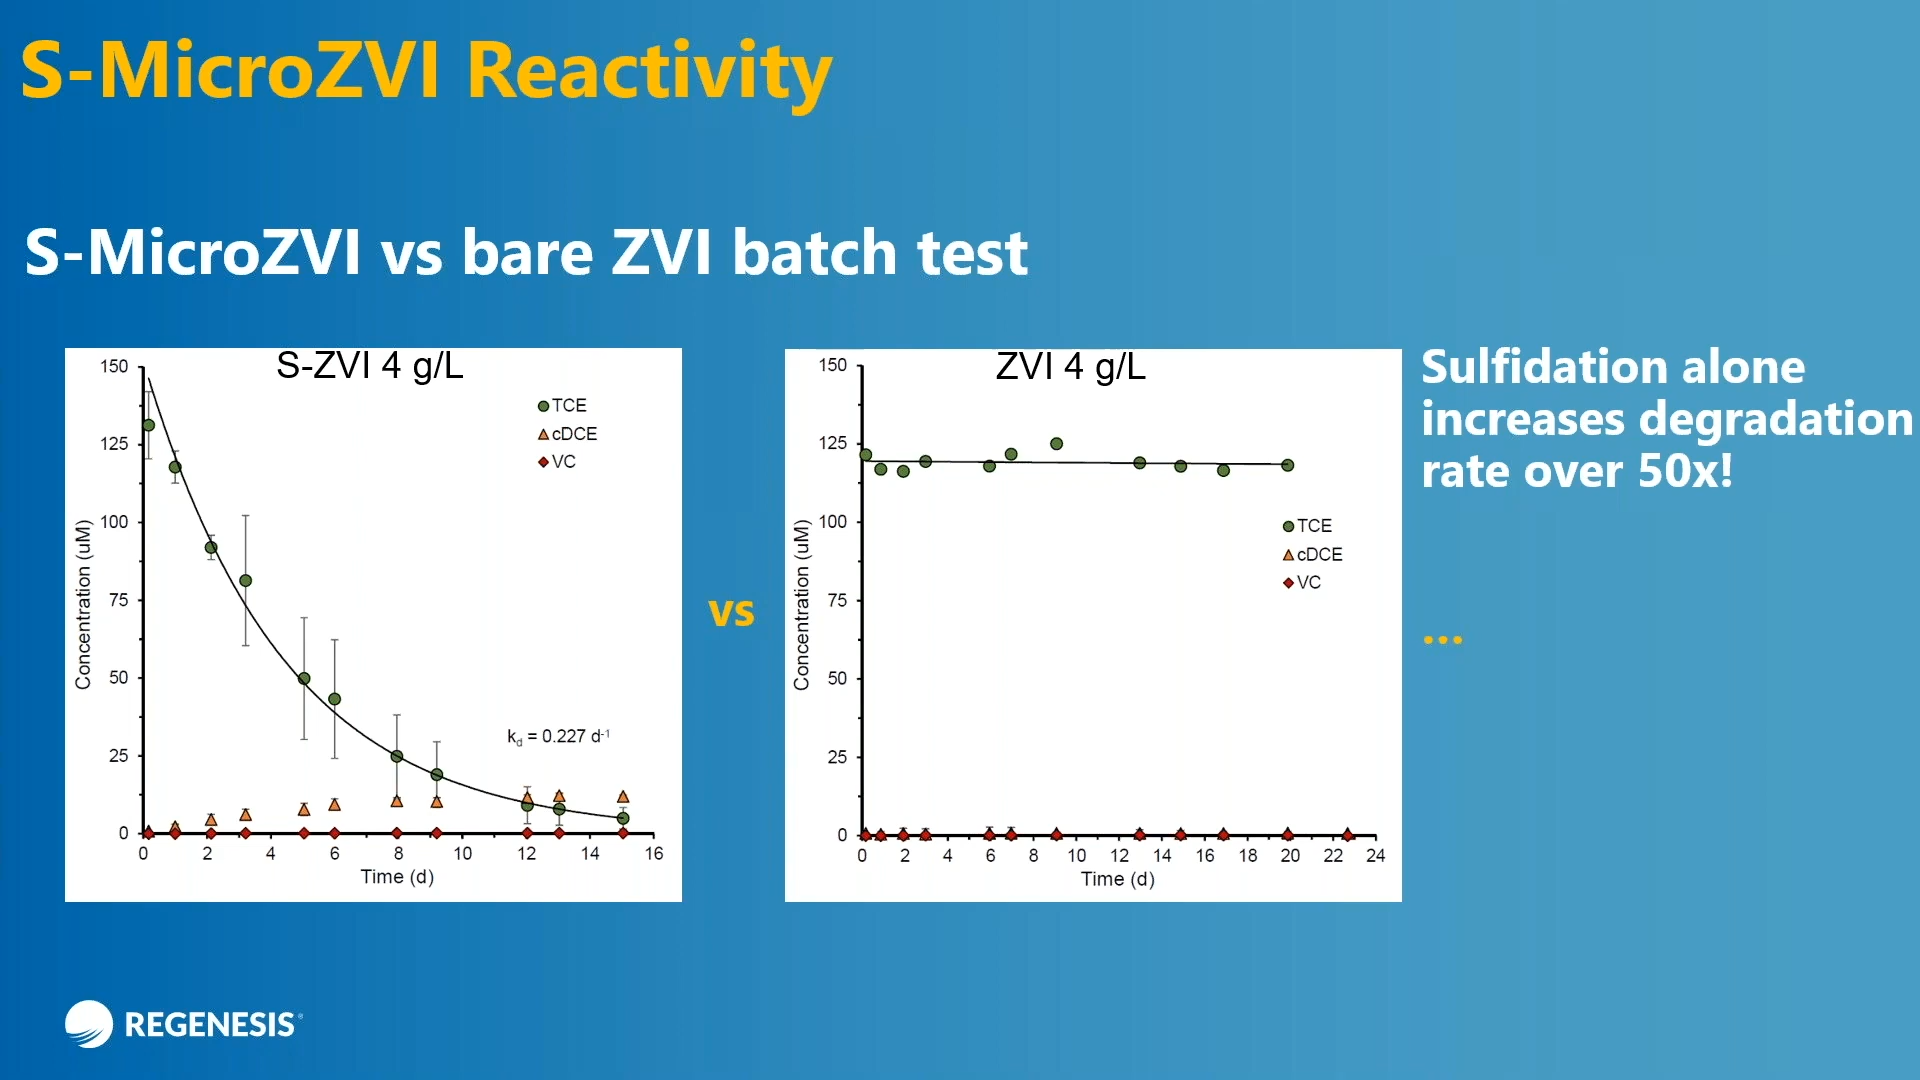 S-MicroZVI Reactivity
S-MicroZVI vs bare ZVI batch test
S-ZVI 4 g/L
150
125
100
75
50
25
0
Concentration (uM)
TCE
cDCE
VC
kd = 0.227 d-1
0 2 4 6 8 10 12 14 16
Time (d)
vs
ZVI 4 g/L
150
125
100
75
50
25
0
Concentration (uM)
TCE
cDCE
VC
0 2 4 6 8 10 12 14 16 18 20 22 24
Time (d)
Sulfidation alone
increases degradation
rate over 50x!
...
REGENESIS®